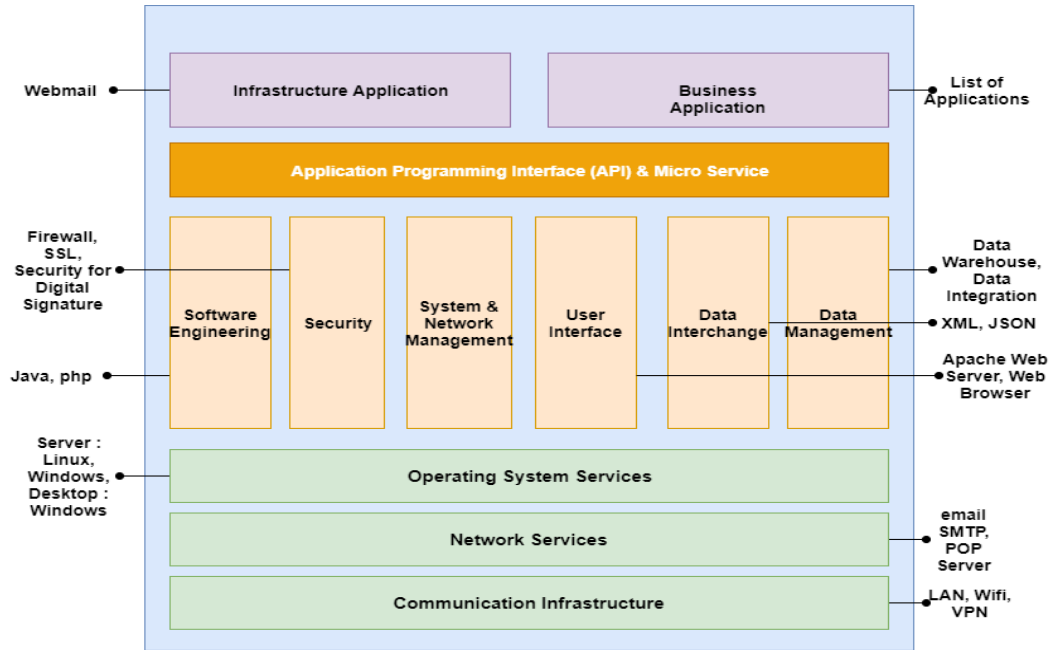 Webmail
Infrastructure Application
Business
Application
List of
Applications
Application Programming Interface (API) & Micro Service
Firewall,
SSL,
Security for
Digital
Signature
Java, php
Software
Engineering
Security
System &
Network
Management
User
Interface
Data
Interchange
Data
Management
Data
Warehouse,
Data
Integration
XML, JSON
Apache Web
Server, Web
Browser
Server :
Linux,
Windows,
Desktop :
Windows
Operating System Services
Network Services
email
SMTP,
POP
Server
Communication Infrastructure
LAN, Wifi,
VPN